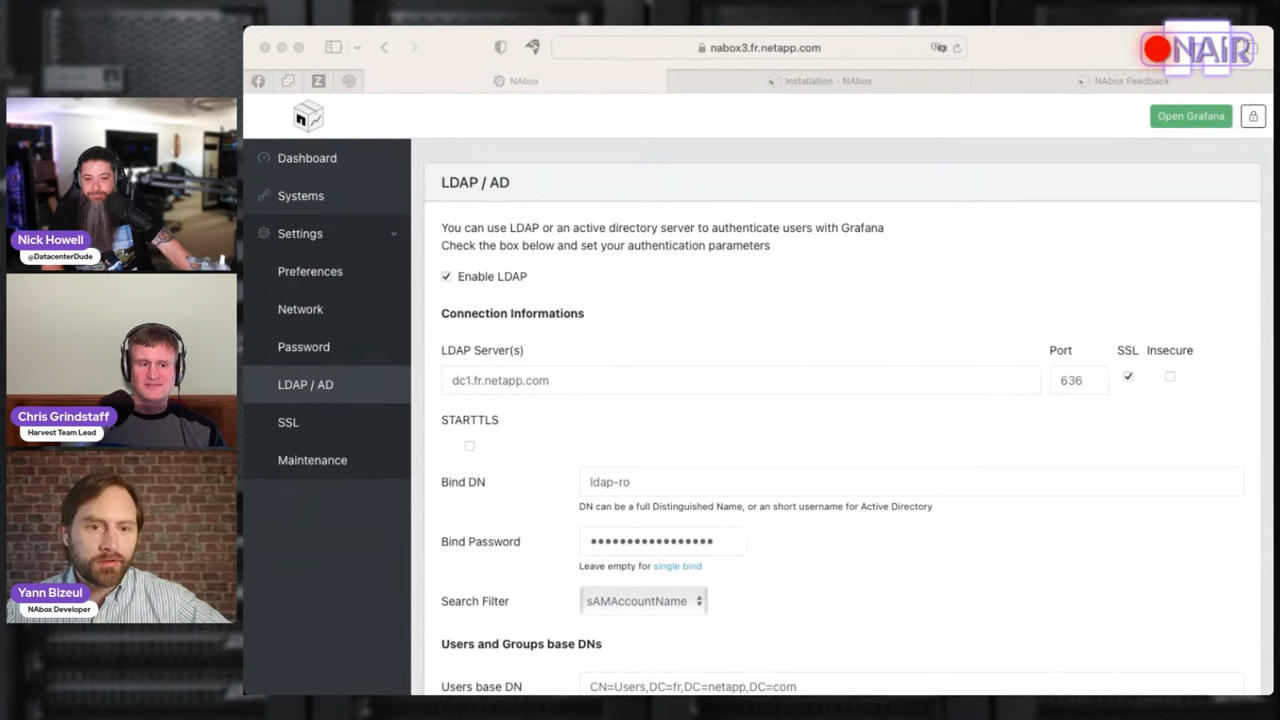 nabox3.fr.netapp.com
ONAIR
NAbox
Installation - NAbox
NAbox Feedback
Open Grafana
Dashboard
Systems
Settings
Preferences
Network
Password
LDAP / AD
SSL
Maintenance
LDAP / AD
You can use LDAP or an active directory server to authenticate users with Grafana
Check the box below and set your authentication parameters
Enable LDAP
Connection Informations
LDAP Server(s)
Port
SSL
Insecure
dc1.fr.netapp.com
636
STARTTLS
Bind DN
ldap-ro
DN can be a full Distinguished Name, or an short username for Active Directory
Bind Password
•••••••••••••••••
Leave empty for single bind
Search Filter
sAMAccountName
Users and Groups base DNs
Users base DN
CN=Users,DC=fr,DC=netapp,DC=com
Nick Howell
@DatacenterDude
Chris Grindstaff
Harvest Team Lead
Yann Bizeul
NAbox Developer